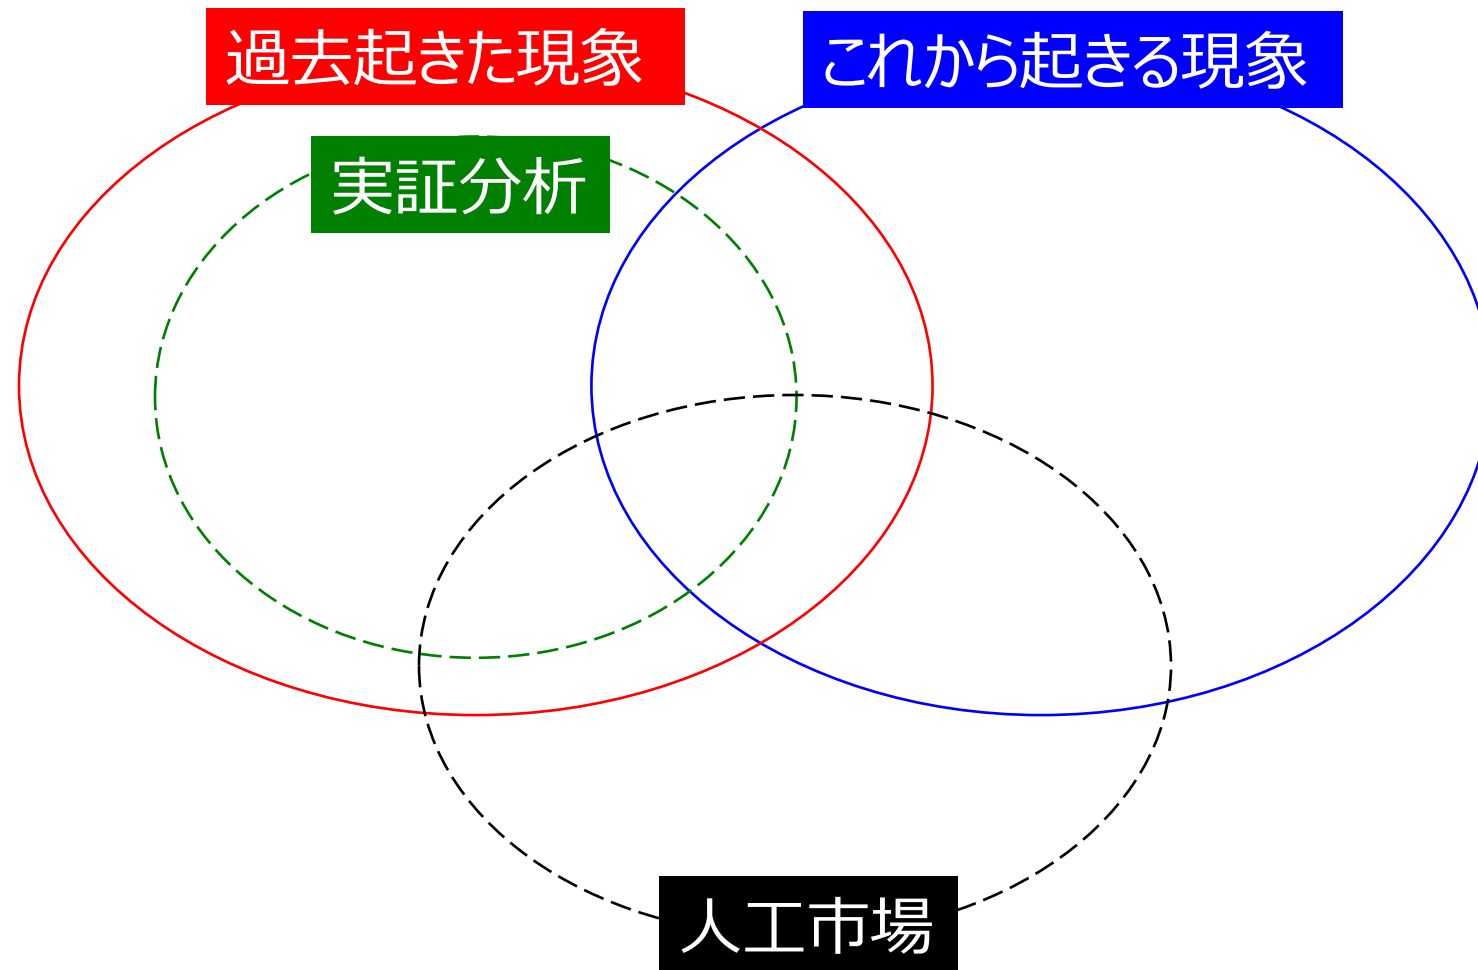 過去起きた現象
これから起きる現象
実証分析
人工市場